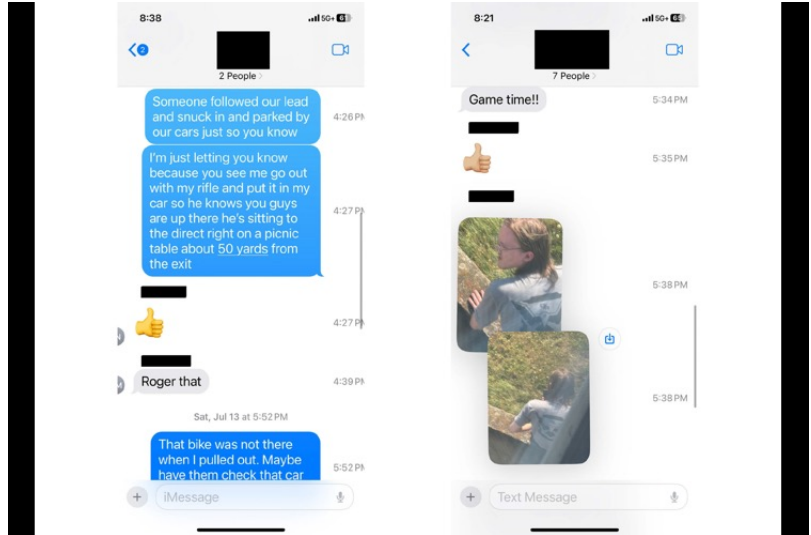 8:38
5G+ 65
2
2 People >
Someone followed our lead
and snuck in and parked by
our cars just so you know
4:26 PM
I'm just letting you know
because you see me go out
with my rifle and put it in my
car so he knows you guys
are up there he's sitting to
the direct right on a picnic
table about 50 yards from
the exit
4:27 PM
4:27 PM
Roger that
4:39 PM
Sat, Jul 13 at 5:52 PM
That bike was not there
when I pulled out. Maybe
have them check that car
5:52 PM
iMessage
8:21
5G+
7 People >
Game time!!
5:34 PM
5:35 PM
5:38 PM
5:38 PM
Text Message